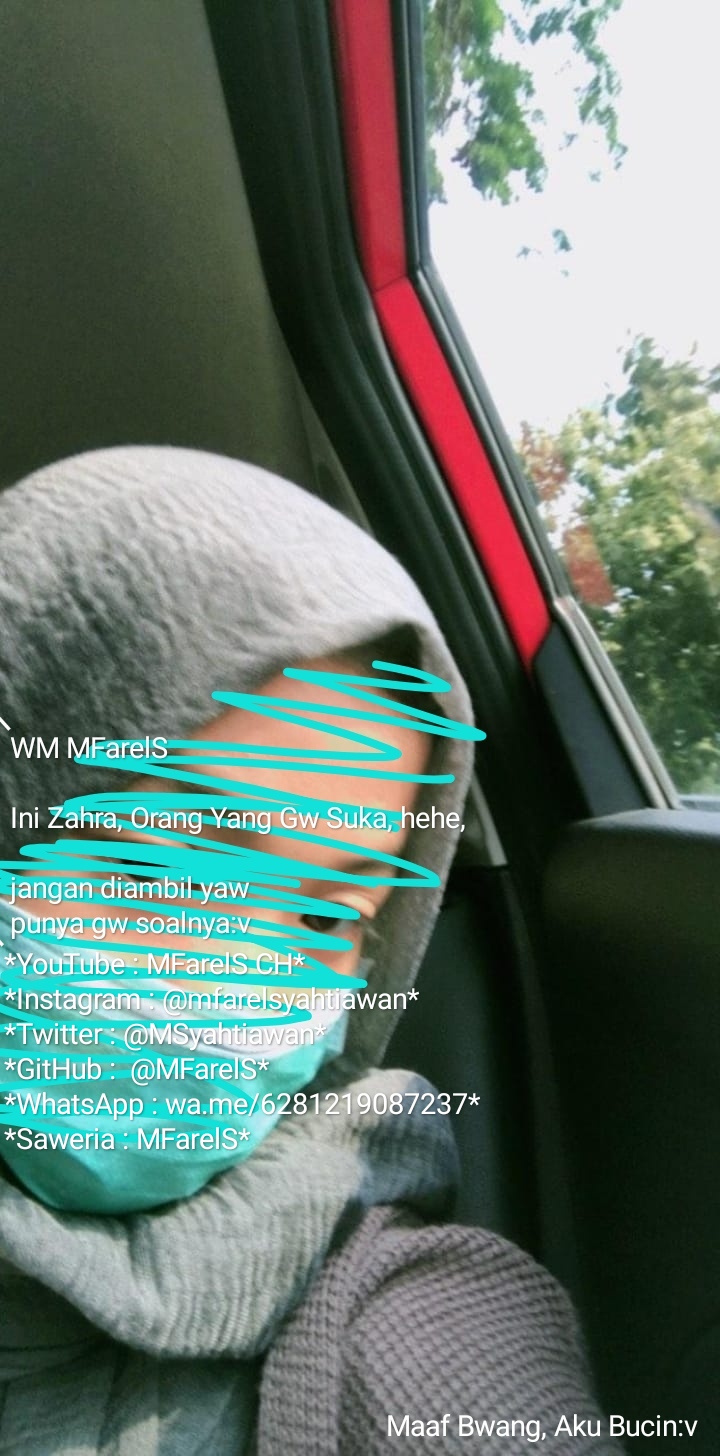 WM MFarelS
Ini Zahra, Orang Yang Gw Suka, hehe,
jangan diambil yaw
punya gw soalnya:v
*YouTube : MFarelS CH*
*Instagram : @mfarelsyahtiawan*
*Twitter : @MSyahtiawan*
*GitHub :  @MFarelS*
*WhatsApp : wa.me/6281219087237*
*Saweria : MFarelS*
Maaf Bwang, Aku Bucin:v